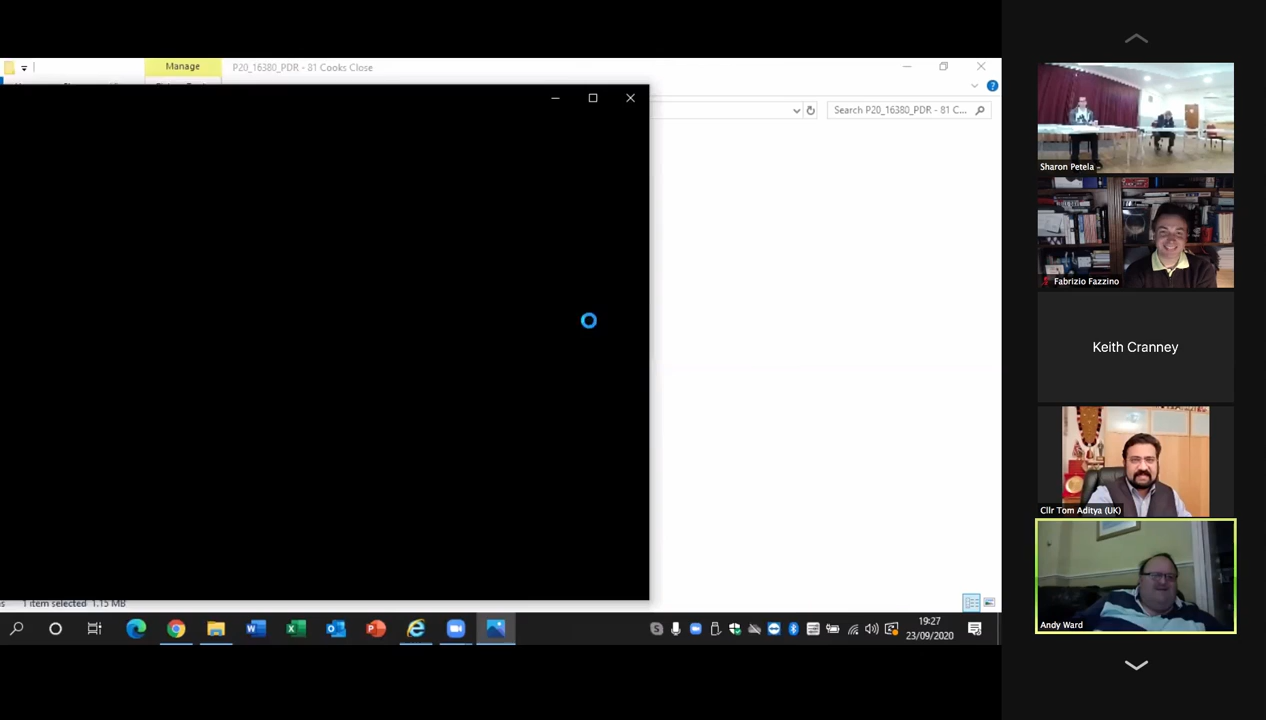 Manage
P20_16380_PDR - 81 Cooks Close
Search P20_16380_PDR - 81 C...
1 item selected 1.15 MB
19:27
23/09/2020
Sharon Petela -
Fabrizio Fazzino
Keith Cranney
Cllr Tom Aditya (UK)
Andy Ward